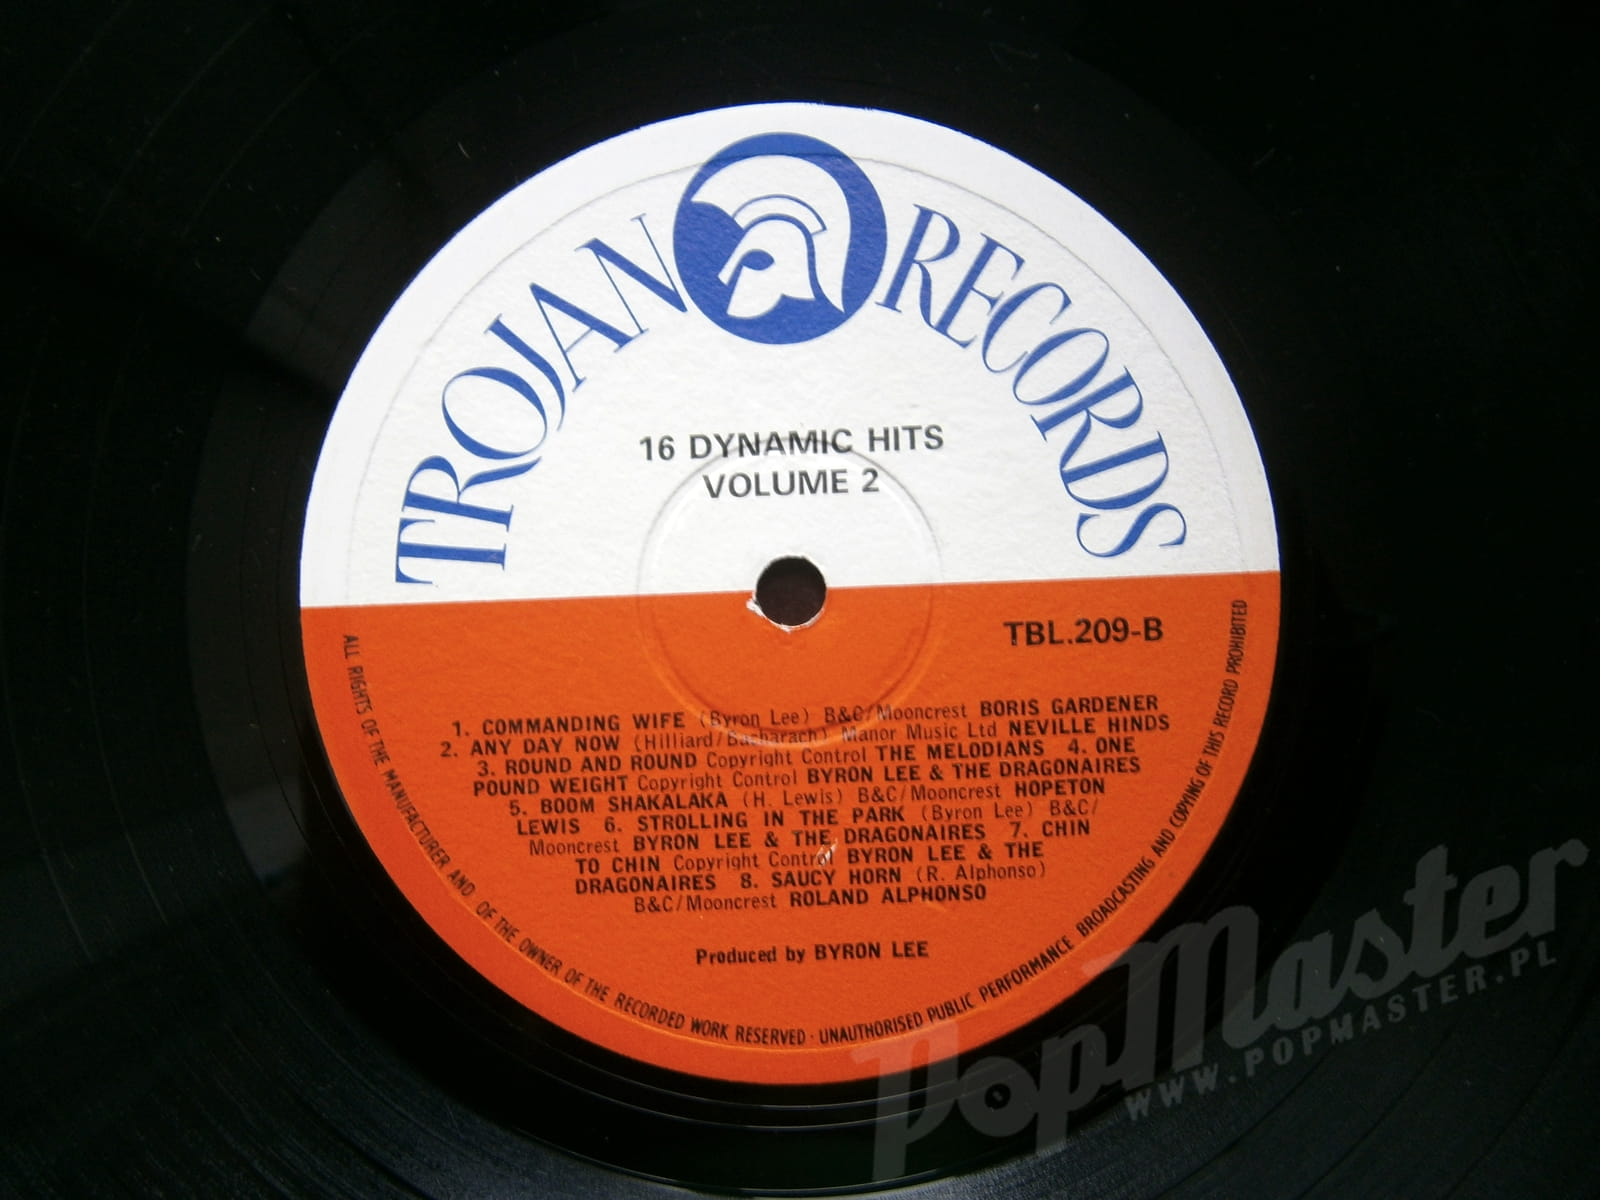 TROJAN RECORDS
16 DYNAMIC HITS
VOLUME 2
TBL.209-B
1. COMMANDING WIFE (Byron Lee) B&C/Mooncrest BORIS GARDENER
2. ANY DAY NOW (Hilliard/Bacharach) Manor Music Ltd NEVILLE HINDS
3. ROUND AND ROUND Copyright Control THE MELODIANS 4. ONE
POUND WEIGHT Copyright Control BYRON LEE & THE DRAGONAIRES
5. BOOM SHAKALAKA (H. Lewis) B&C/Mooncrest HOPETON
LEWIS 6. STROLLING IN THE PARK (Byron Lee) B&C/
Mooncrest BYRON LEE & THE DRAGONAIRES 7. CHIN
TO CHIN Copyright Control BYRON LEE & THE
DRAGONAIRES 8. SAUCY HORN (R. Alphonso)
B&C/Mooncrest ROLAND ALPHONSO
Produced by BYRON LEE
ALL RIGHTS OF THE MANUFACTURER AND OF THE OWNER OF THE RECORDED WORK RESERVED · UNAUTHORISED PUBLIC PERFORMANCE BROADCASTING AND COPYING OF THIS RECORD PROHIBITED
PopMaster
WWW.POPMASTER.PL